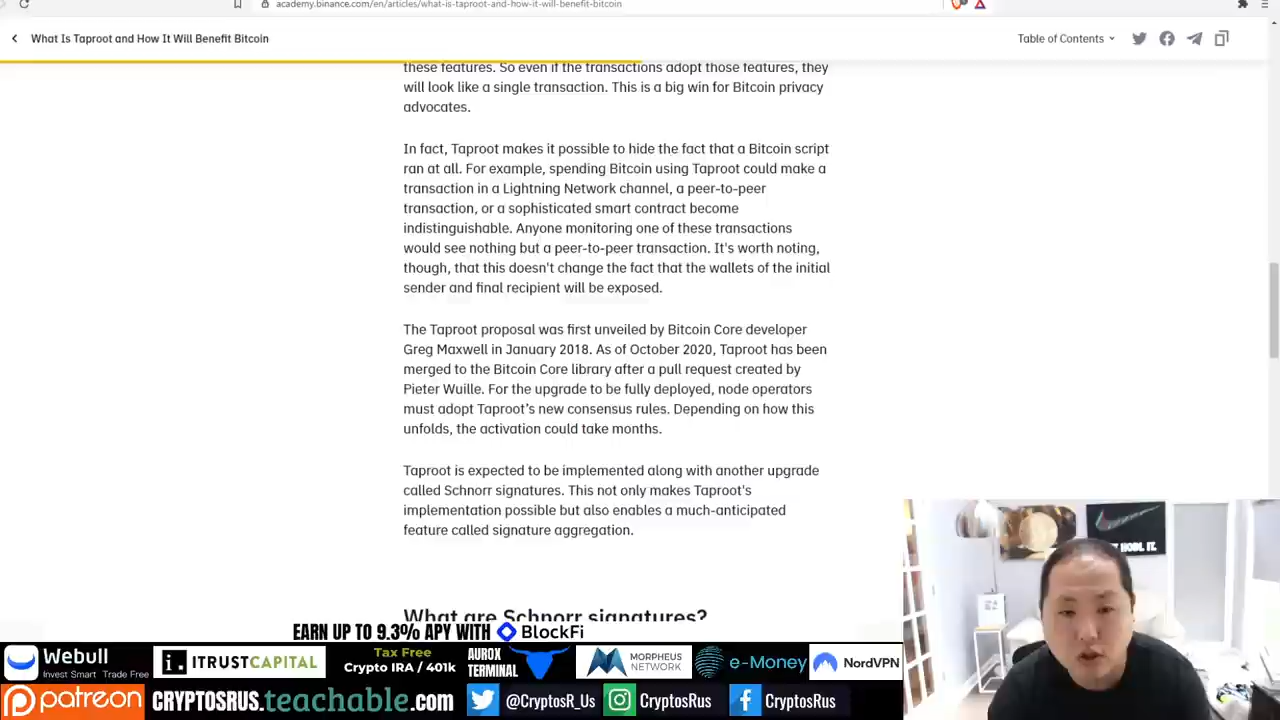 academy.binance.com/en/articles/what-is-taproot-and-how-it-will-benefit-bitcoin
What Is Taproot and How It Will Benefit Bitcoin
Table of Contents
these features. So even if the transactions adopt those features, they
will look like a single transaction. This is a big win for Bitcoin privacy
advocates.
In fact, Taproot makes it possible to hide the fact that a Bitcoin script
ran at all. For example, spending Bitcoin using Taproot could make a
transaction in a Lightning Network channel, a peer-to-peer
transaction, or a sophisticated smart contract become
indistinguishable. Anyone monitoring one of these transactions
would see nothing but a peer-to-peer transaction. It's worth noting,
though, that this doesn't change the fact that the wallets of the initial
sender and final recipient will be exposed.
The Taproot proposal was first unveiled by Bitcoin Core developer
Greg Maxwell in January 2018. As of October 2020, Taproot has been
merged to the Bitcoin Core library after a pull request created by
Pieter Wuille. For the upgrade to be fully deployed, node operators
must adopt Taproot's new consensus rules. Depending on how this
unfolds, the activation could take months.
Taproot is expected to be implemented along with another upgrade
called Schnorr signatures. This not only makes Taproot's
implementation possible but also enables a much-anticipated
feature called signature aggregation.
What are Schnorr signatures?
HODL IT.
EARN UP TO 9.3% APY WITH BlockFi
Webull
Invest Smart Trade Free
i. ITRUSTCAPITAL
Tax Free
Crypto IRA / 401k
AUROX
TERMINAL
MORPHEUS
NETWORK
e-Money
NordVPN
patreon
CRYPTOSRUS.teachable.com
@CryptosR_Us
CryptosRus
CryptosRus